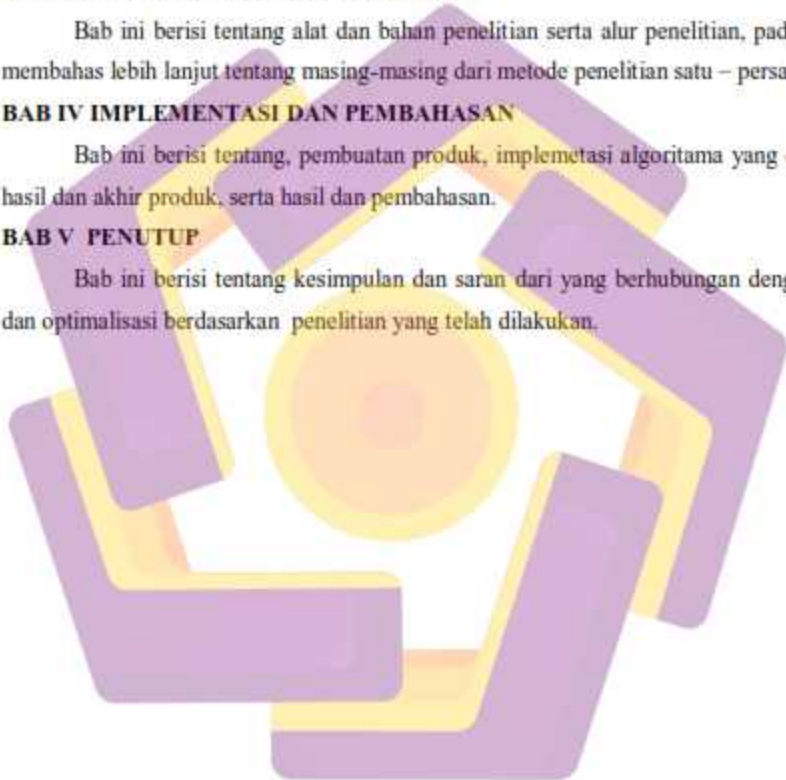 Bab ini berisi tentang alat dan bahan penelitian serta alur penelitian, pad
membahas lebih lanjut tentang masing-masing dari metode penelitian satu – persa
BAB IV IMPLEMENTASI DAN PEMBAHASAN
Bab ini berisi tentang, pembuatan produk, implemetasi algoritama yang
hasil dan akhir produk, serta hasil dan pembahasan.
BAB V PENUTUP
Bab ini berisi tentang kesimpulan dan saran dari yang berhubungan deng
dan optimalisasi berdasarkan penelitian yang telah dilakukan.